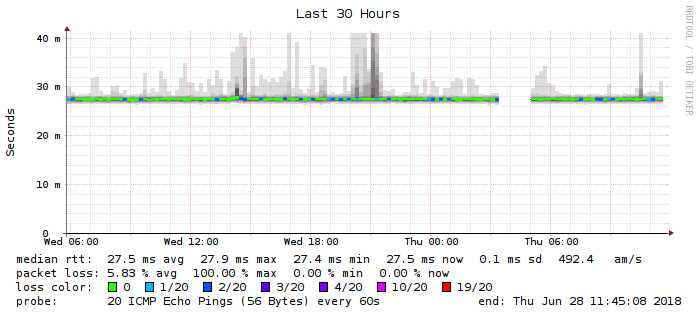 Last 30 Hours
RRDTOOL / TOBI OETIKER
Seconds
40 m
30 m
20 m
10 m
0
Wed 06:00 Wed 12:00 Wed 18:00 Thu 00:00 Thu 06:00
median rtt: 27.5 ms avg 27.9 ms max 27.4 ms min 27.5 ms now 0.1 ms sd 492.4 am/s
packet loss: 5.83 % avg 100.00 % max 0.00 % min 0.00 % now
loss color: 0 1/20 2/20 3/20 4/20 10/20 19/20
probe: 20 ICMP Echo Pings (56 Bytes) every 60s end: Thu Jun 28 11:45:08 2018